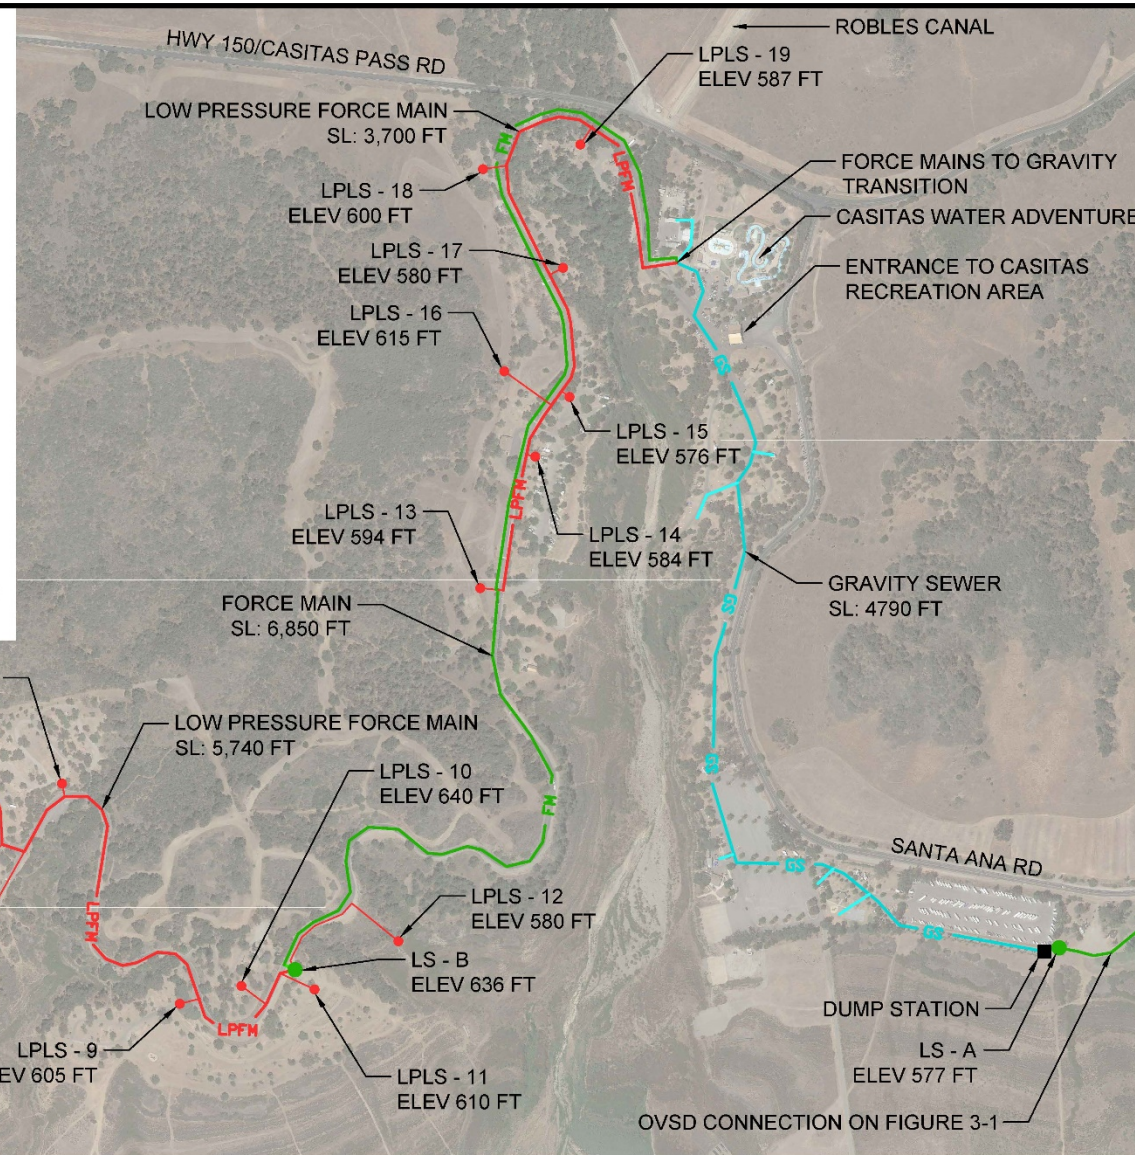 ROBLES CANAL
HWY 150/CASITAS PASS RD
LPLS - 19
ELEV 587 FT
LOW PRESSURE FORCE MAIN
SL: 3,700 FT
FM
LPFM
FORCE MAINS TO GRAVITY
TRANSITION
LPLS - 18
ELEV 600 FT
CASITAS WATER ADVENTURE
LPLS - 17
ELEV 580 FT
ENTRANCE TO CASITAS
RECREATION AREA
LPLS - 16
ELEV 615 FT
GS
LPLS - 15
ELEV 576 FT
LPFM
LPLS - 13
ELEV 594 FT
LPLS - 14
ELEV 584 FT
GRAVITY SEWER
SL: 4790 FT
GS
FORCE MAIN
SL: 6,850 FT
LOW PRESSURE FORCE MAIN
SL: 5,740 FT
GS
LPLS - 10
ELEV 640 FT
FM
SANTA ANA RD
GS
LPLS - 12
ELEV 580 FT
LPFM
GS
LS - B
ELEV 636 FT
DUMP STATION
LPFM
LPLS - 9
EV 605 FT
LS - A
ELEV 577 FT
LPLS - 11
ELEV 610 FT
OVSD CONNECTION ON FIGURE 3-1